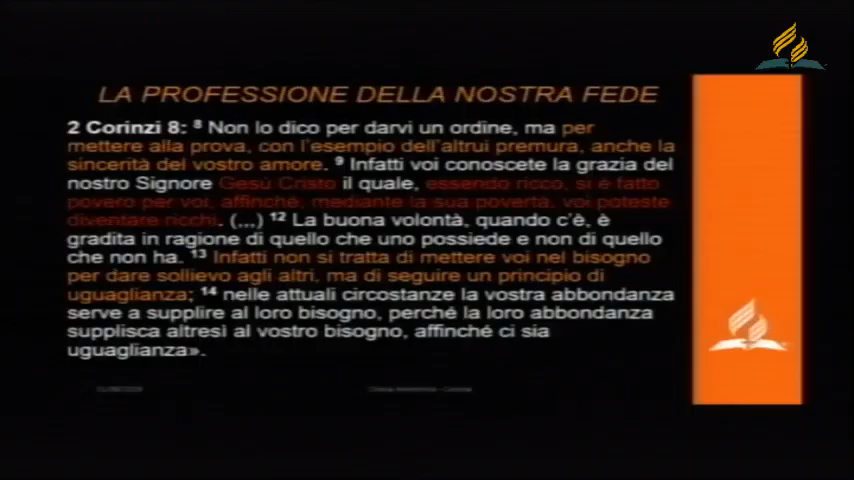 LA PROFESSIONE DELLA NOSTRA FEDE
2 Corinzi 8: ⁸ Non lo dico per darvi un ordine, ma per
mettere alla prova, con l'esempio dell'altrui premura, anche la
sincerità del vostro amore. ⁹ Infatti voi conoscete la grazia del
nostro Signore Gesù Cristo il quale, essendo ricco, si è fatto
povero per voi, affinché, mediante la sua povertà, voi poteste
diventare ricchi. (...) ¹² La buona volontà, quando c'è, è
gradita in ragione di quello che uno possiede e non di quello
che non ha. ¹³ Infatti non si tratta di mettere voi nel bisogno
per dare sollievo agli altri, ma di seguire un principio di
uguaglianza; ¹⁴ nelle attuali circostanze la vostra abbondanza
serve a supplire al loro bisogno, perché la loro abbondanza
supplisca altresì al vostro bisogno, affinché ci sia
uguaglianza».